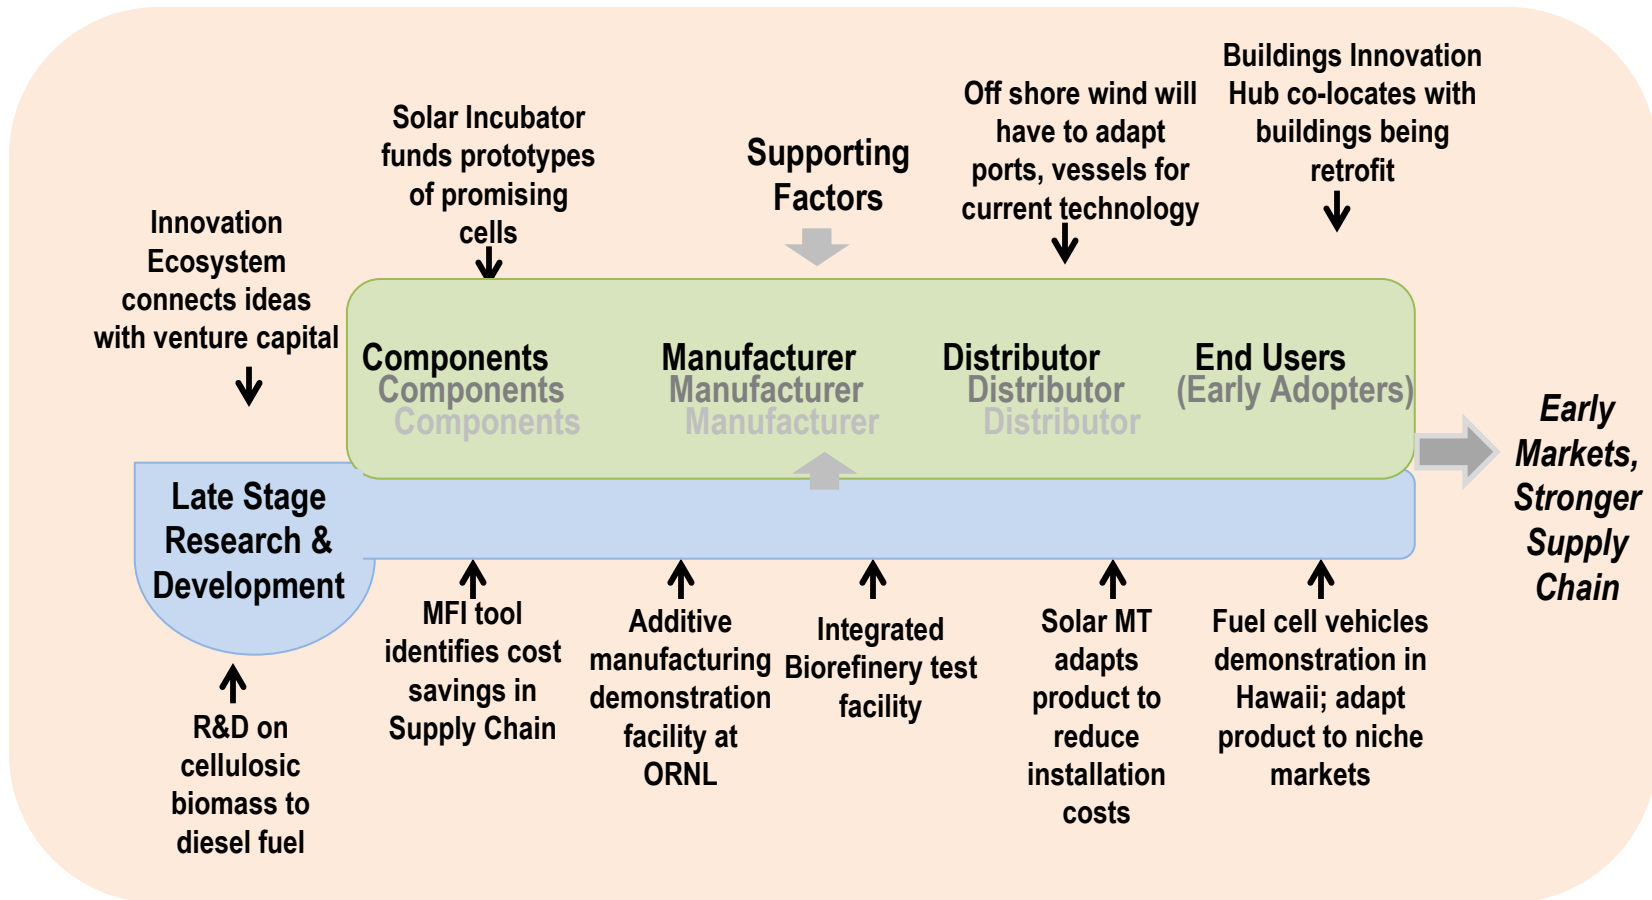 Innovation
Ecosystem
connects ideas
with venture capital
Solar Incubator
funds prototypes
of promising
cells
Supporting
Factors
Off shore wind will
have to adapt
ports, vessels for
current technology
Buildings Innovation
Hub co-locates with
buildings being
retrofit
Components
Components
Components
Manufacturer
Manufacturer
Manufacturer
Distributor
Distributor
Distributor
End Users
(Early Adopters)
Early
Markets,
Stronger
Supply
Chain
Late Stage
Research &
Development
R&D on
cellulosic
biomass to
diesel fuel
MFI tool
identifies cost
savings in
Supply Chain
Additive
manufacturing
demonstration
facility at
ORNL
Integrated
Biorefinery test
facility
Solar MT
adapts
product to
reduce
installation
costs
Fuel cell vehicles
demonstration in
Hawaii; adapt
product to niche
markets